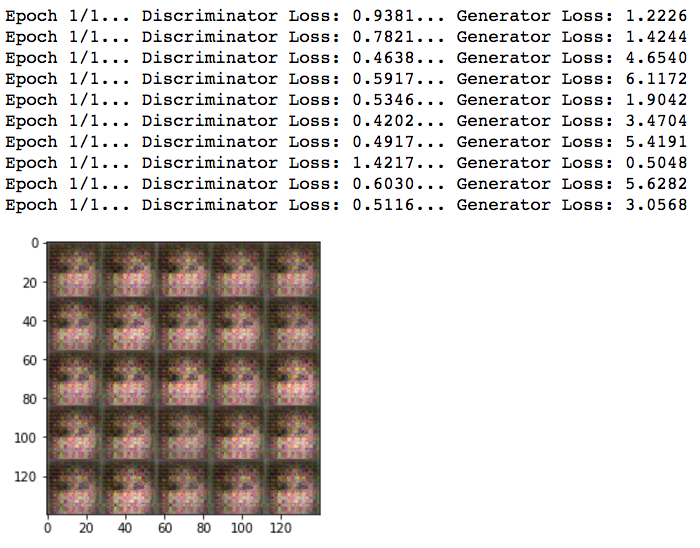 Epoch 1/1... Discriminator Loss: 0.9381... Generator Loss: 1.2226
Epoch 1/1... Discriminator Loss: 0.7821... Generator Loss: 1.4244
Epoch 1/1... Discriminator Loss: 0.4638... Generator Loss: 4.6540
Epoch 1/1... Discriminator Loss: 0.5917... Generator Loss: 6.1172
Epoch 1/1... Discriminator Loss: 0.5346... Generator Loss: 1.9042
Epoch 1/1... Discriminator Loss: 0.4202... Generator Loss: 3.4704
Epoch 1/1... Discriminator Loss: 0.4917... Generator Loss: 5.4191
Epoch 1/1... Discriminator Loss: 1.4217... Generator Loss: 0.5048
Epoch 1/1... Discriminator Loss: 0.6030... Generator Loss: 5.6282
Epoch 1/1... Discriminator Loss: 0.5116... Generator Loss: 3.0568
0
20
40
60
80
100
120
0 20 40 60 80 100 120